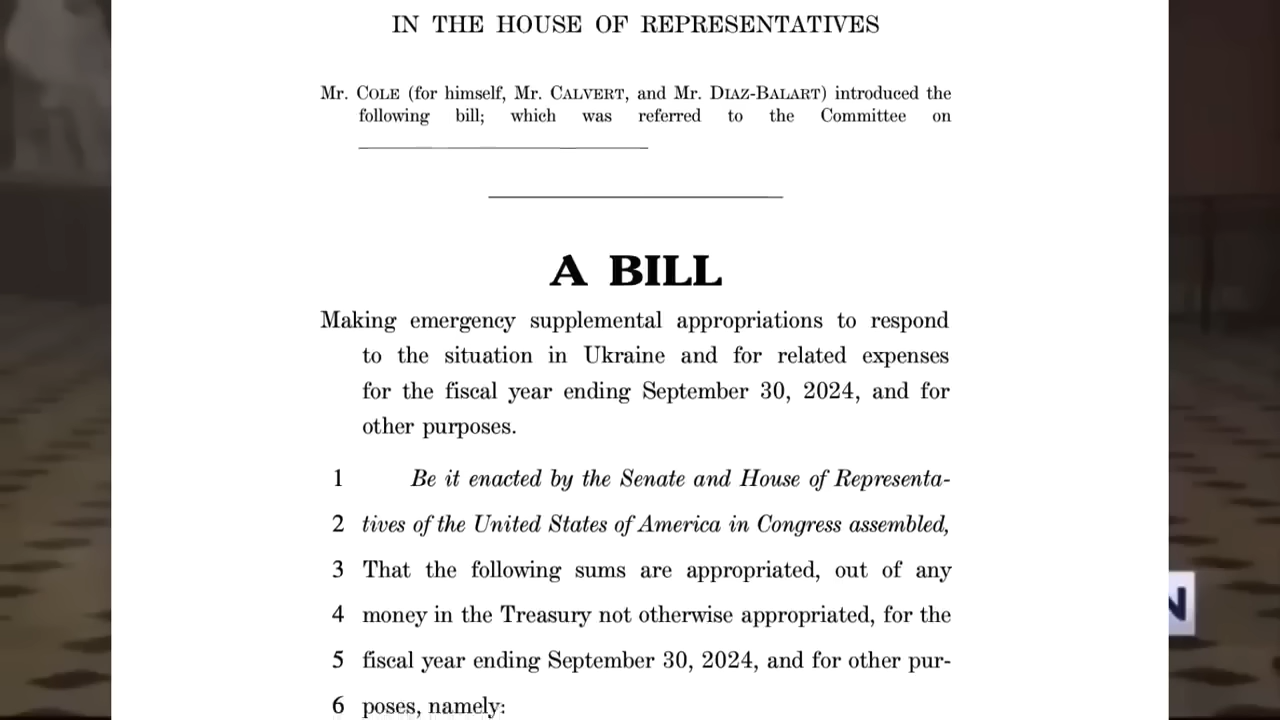 IN THE HOUSE OF REPRESENTATIVES
Mr. COLE (for himself, Mr. CALVERT, and Mr. DIAZ-BALART) introduced the
following bill; which was referred to the Committee on
A BILL
Making emergency supplemental appropriations to respond
to the situation in Ukraine and for related expenses
for the fiscal year ending September 30, 2024, and for
other purposes.
1 Be it enacted by the Senate and House of Representa-
2 tives of the United States of America in Congress assembled,
3 That the following sums are appropriated, out of any
4 money in the Treasury not otherwise appropriated, for the
5 fiscal year ending September 30, 2024, and for other pur-
6 poses, namely:
N